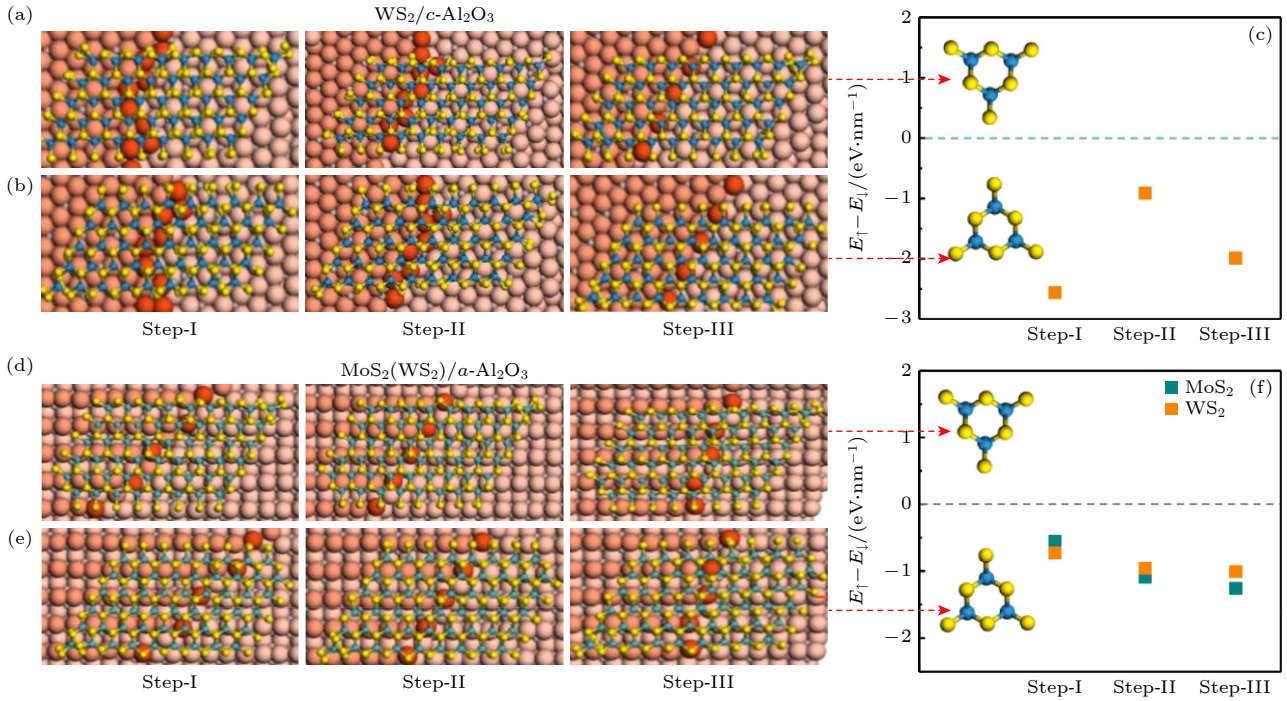 (a)
WS₂/c-Al₂O₃
(b)
Step-I Step-II Step-III
(c)
E↑−E↓/(eV·nm⁻¹)
2
1
0
−1
−2
−3
Step-I Step-II Step-III
(d)
MoS₂(WS₂)/a-Al₂O₃
(e)
Step-I Step-II Step-III
(f)
MoS₂
WS₂
E↑−E↓/(eV·nm⁻¹)
2
1
0
−1
−2
Step-I Step-II Step-III